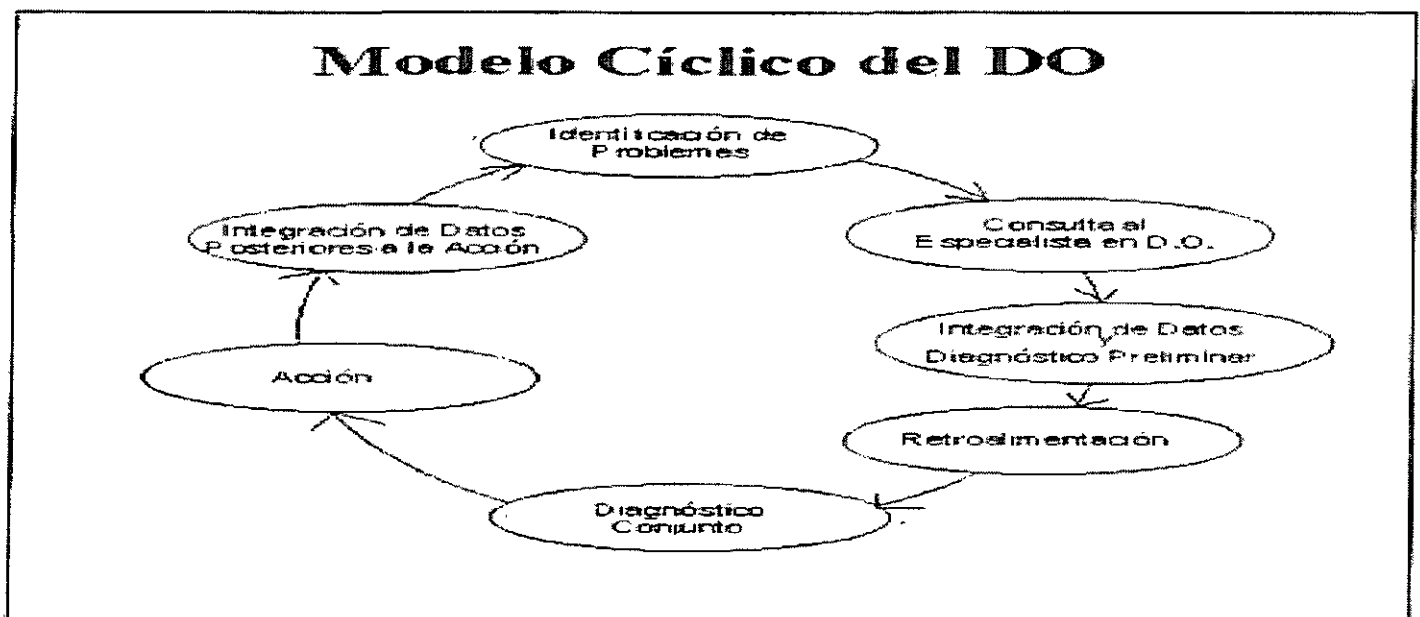 Modelo Cíclico del DO
Identificación de
Problemes
Consulta al
Especialista en D.O.
Integración de Datos
y
Diagnóstico Preliminar
Retroalimentación
Diagnóstico
Conjunto
Acción
Integración de Datos
Posteriores a la Acción